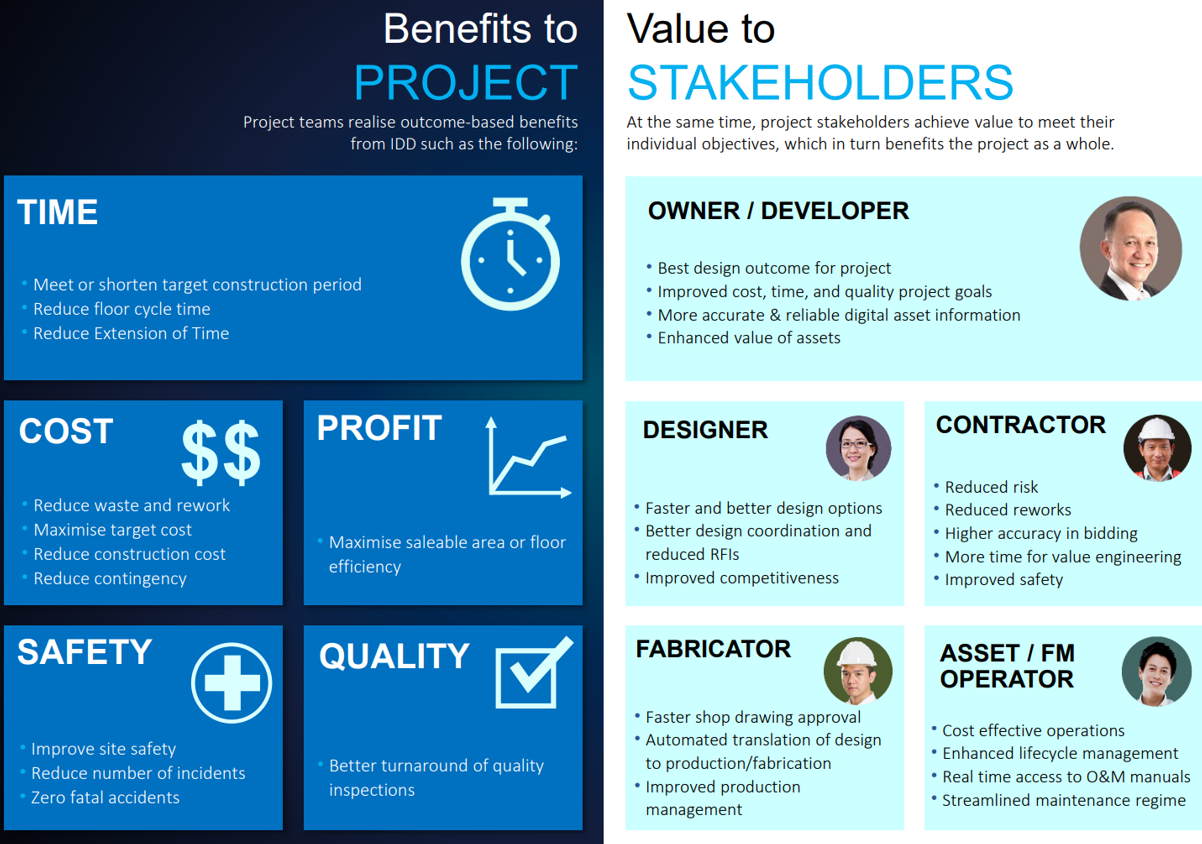 Benefits to
PROJECT
Project teams realise outcome-based benefits
from IDD such as the following:
TIME
• Meet or shorten target construction period
• Reduce floor cycle time
• Reduce Extension of Time
COST
$$
• Reduce waste and rework
• Maximise target cost
• Reduce construction cost
• Reduce contingency
PROFIT
• Maximise saleable area or floor
efficiency
SAFETY
• Improve site safety
• Reduce number of incidents
• Zero fatal accidents
QUALITY
• Better turnaround of quality
inspections
Value to
STAKEHOLDERS
At the same time, project stakeholders achieve value to meet their
individual objectives, which in turn benefits the project as a whole.
OWNER / DEVELOPER
• Best design outcome for project
• Improved cost, time, and quality project goals
• More accurate & reliable digital asset information
• Enhanced value of assets
DESIGNER
• Faster and better design options
• Better design coordination and
reduced RFIs
• Improved competitiveness
CONTRACTOR
• Reduced risk
• Reduced reworks
• Higher accuracy in bidding
• More time for value engineering
• Improved safety
FABRICATOR
• Faster shop drawing approval
• Automated translation of design
to production/fabrication
• Improved production
management
ASSET / FM
OPERATOR
• Cost effective operations
• Enhanced lifecycle management
• Real time access to O&M manuals
• Streamlined maintenance regime